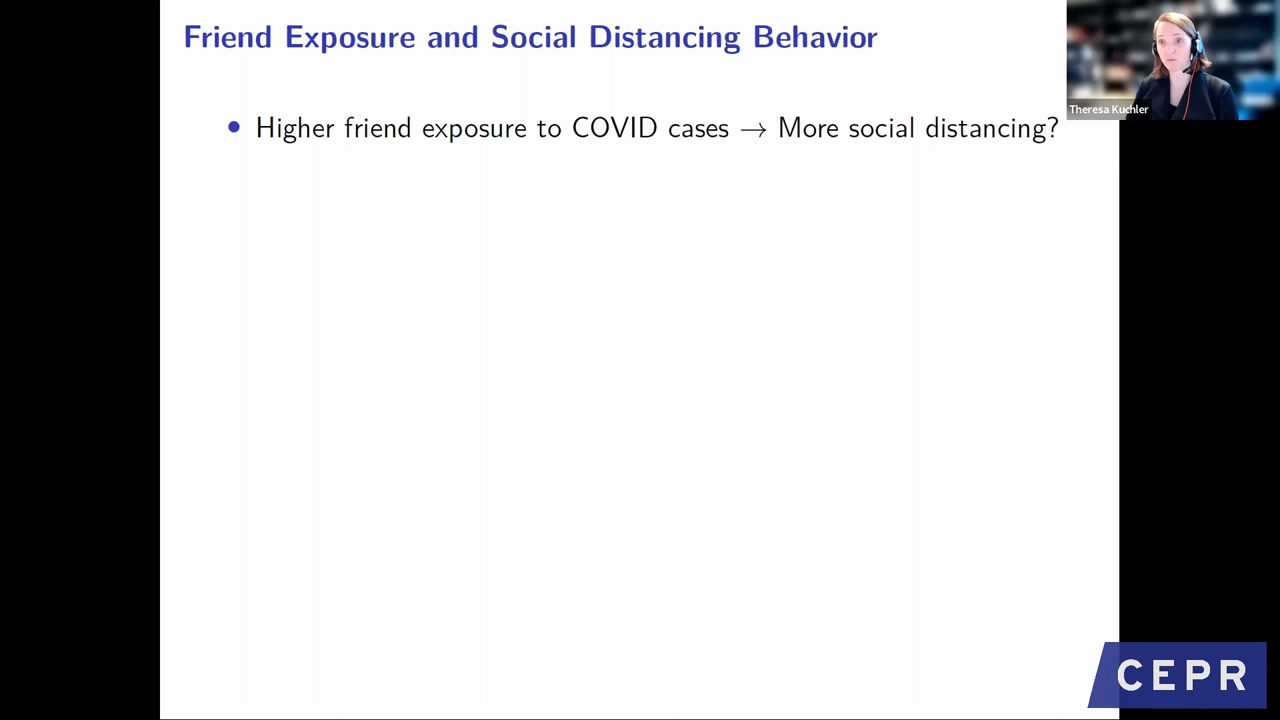 Friend Exposure and Social Distancing Behavior
Theresa Kuchler
• Higher friend exposure to COVID cases → More social distancing?
CEPR